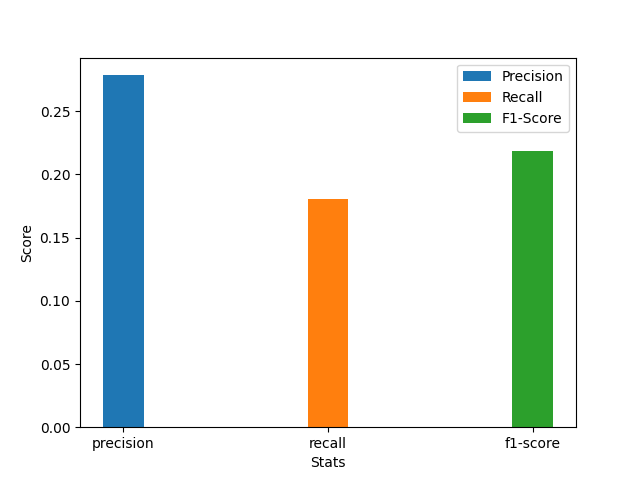 Precision
Recall
F1-Score
0.25
0.20
0.15
0.10
0.05
0.00
Score
precision recall f1-score
Stats